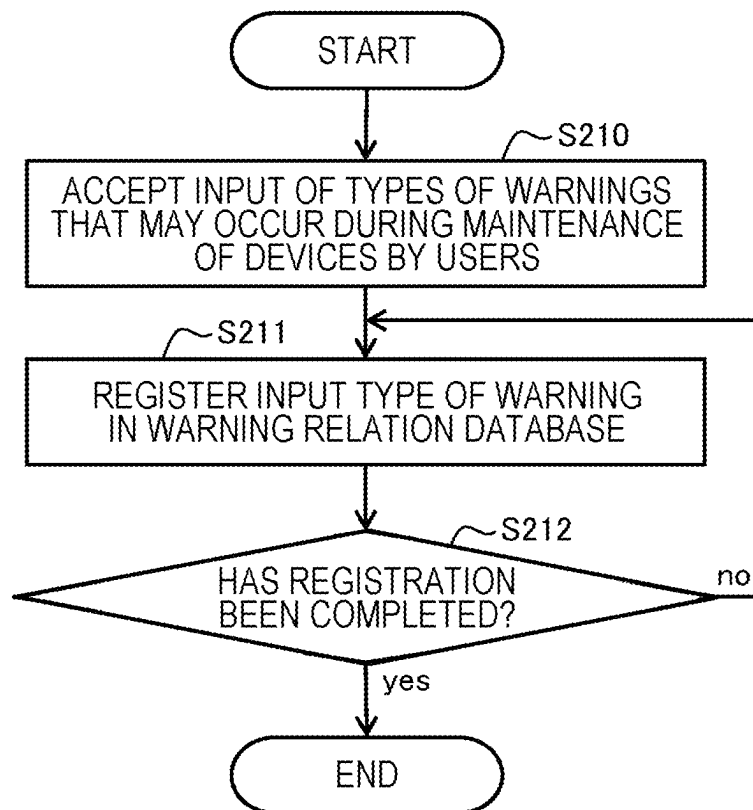 START
S210
ACCEPT INPUT OF TYPES OF WARNINGS
THAT MAY OCCUR DURING MAINTENANCE
OF DEVICES BY USERS
S211
REGISTER INPUT TYPE OF WARNING
IN WARNING RELATION DATABASE
S212
HAS REGISTRATION
BEEN COMPLETED?
no
yes
END